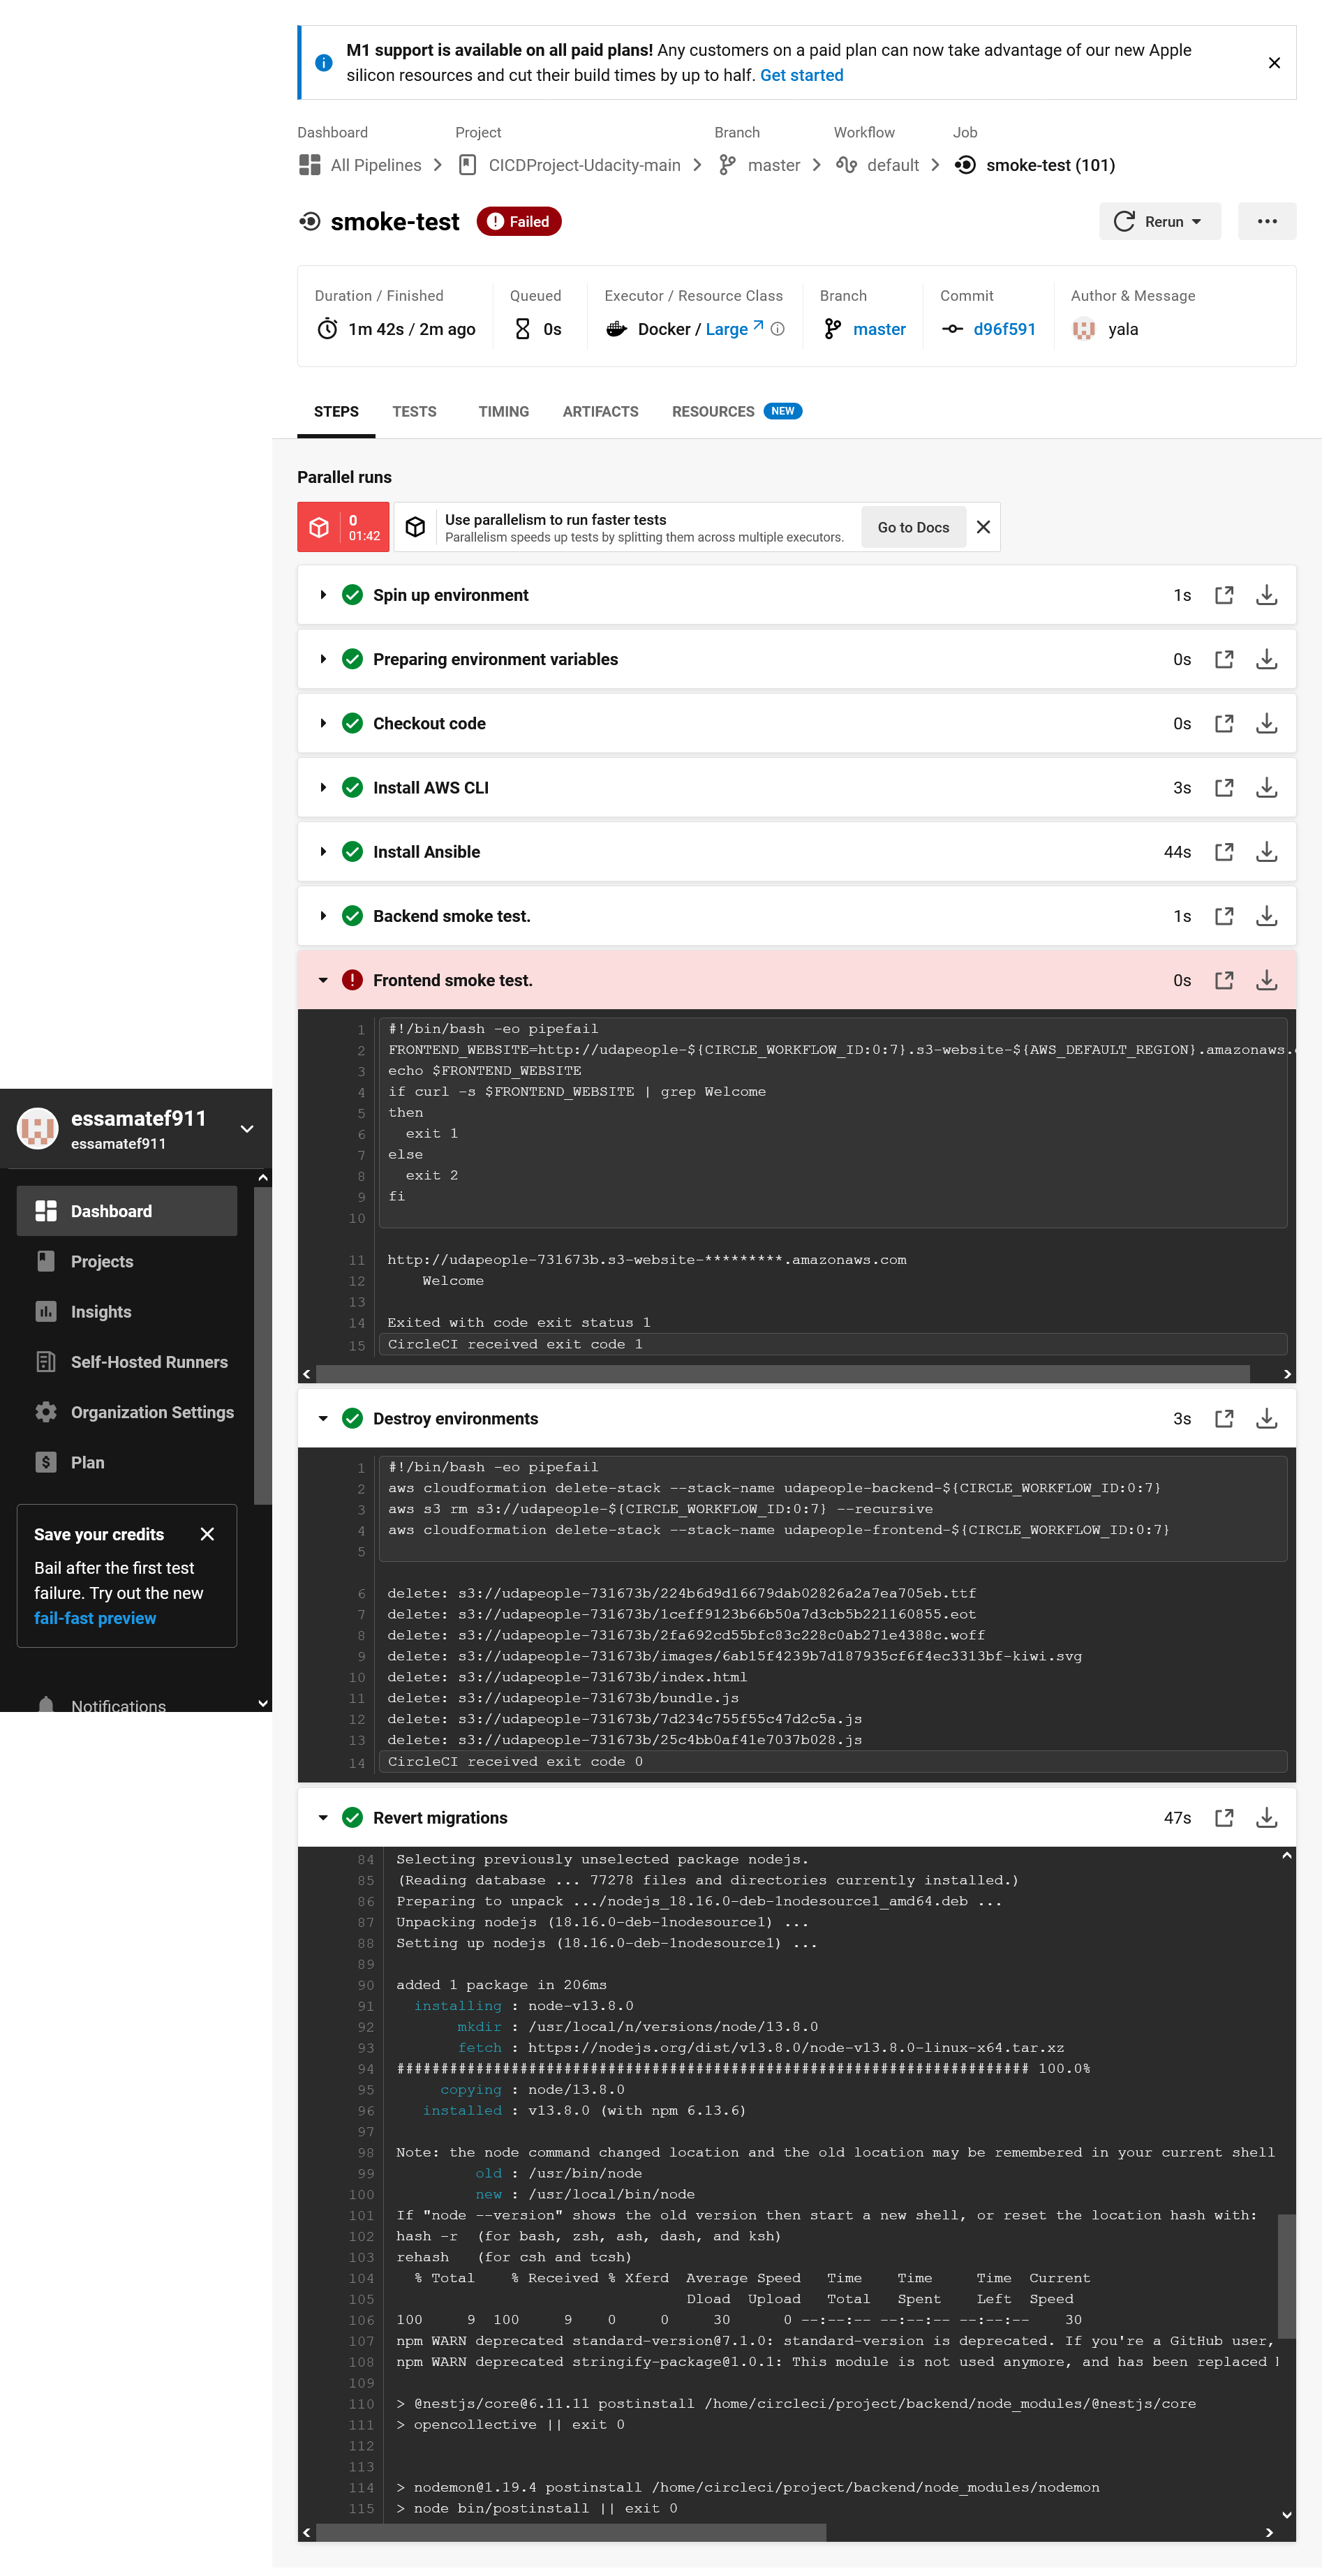 M1 support is available on all paid plans! Any customers on a paid plan can now take advantage of our new Apple
silicon resources and cut their build times by up to half. Get started
Dashboard Project Branch Workflow Job
All Pipelines CICDProject-Udacity-main master default smoke-test (101)
smoke-test Failed Rerun
Duration / Finished Queued Executor / Resource Class Branch Commit Author & Message
1m 42s / 2m ago 0s Docker / Large master d96f591 yala
STEPS TESTS TIMING ARTIFACTS RESOURCES NEW
Parallel runs
0
01:42
Use parallelism to run faster tests
Parallelism speeds up tests by splitting them across multiple executors.
Go to Docs
Spin up environment 1s
Preparing environment variables 0s
Checkout code 0s
Install AWS CLI 3s
Install Ansible 44s
Backend smoke test. 1s
Frontend smoke test. 0s
1 #!/bin/bash -eo pipefail
2 FRONTEND_WEBSITE=http://udapeople-${CIRCLE_WORKFLOW_ID:0:7}.s3-website-${AWS_DEFAULT_REGION}.amazonaws.
3 echo $FRONTEND_WEBSITE
4 if curl -s $FRONTEND_WEBSITE | grep Welcome
5 then
6 exit 1
7 else
8 exit 2
9 fi
10
11 http://udapeople-731673b.s3-website-*********.amazonaws.com
12 Welcome
13
14 Exited with code exit status 1
15 CircleCI received exit code 1
essamatef911
essamatef911
Dashboard
Projects
Insights
Self-Hosted Runners
Organization Settings
Plan
Save your credits
Bail after the first test
failure. Try out the new
fail-fast preview
Notifications
Destroy environments 3s
1 #!/bin/bash -eo pipefail
2 aws cloudformation delete-stack --stack-name udapeople-backend-${CIRCLE_WORKFLOW_ID:0:7}
3 aws s3 rm s3://udapeople-${CIRCLE_WORKFLOW_ID:0:7} --recursive
4 aws cloudformation delete-stack --stack-name udapeople-frontend-${CIRCLE_WORKFLOW_ID:0:7}
5
6 delete: s3://udapeople-731673b/224b6d9d16679dab02826a2a7ea705eb.ttf
7 delete: s3://udapeople-731673b/1ceff9123b66b50a7d3cb5b221160855.eot
8 delete: s3://udapeople-731673b/2fa692cd55bfc83c228c0ab271e4388c.woff
9 delete: s3://udapeople-731673b/images/6ab15f4239b7d187935cf6f4ec3313bf-kiwi.svg
10 delete: s3://udapeople-731673b/index.html
11 delete: s3://udapeople-731673b/bundle.js
12 delete: s3://udapeople-731673b/7d234c755f55c47d2c5a.js
13 delete: s3://udapeople-731673b/25c4bb0af41e7037b028.js
14 CircleCI received exit code 0
Revert migrations 47s
84 Selecting previously unselected package nodejs.
85 (Reading database ... 77278 files and directories currently installed.)
86 Preparing to unpack .../nodejs_18.16.0-deb-1nodesource1_amd64.deb ...
87 Unpacking nodejs (18.16.0-deb-1nodesource1) ...
88 Setting up nodejs (18.16.0-deb-1nodesource1) ...
89
90 added 1 package in 206ms
91 installing : node-v13.8.0
92 mkdir : /usr/local/n/versions/node/13.8.0
93 fetch : https://nodejs.org/dist/v13.8.0/node-v13.8.0-linux-x64.tar.xz
94 ######################################################################## 100.0%
95 copying : node/13.8.0
96 installed : v13.8.0 (with npm 6.13.6)
97
98 Note: the node command changed location and the old location may be remembered in your current shell
99 old : /usr/bin/node
100 new : /usr/local/bin/node
101 If "node --version" shows the old version then start a new shell, or reset the location hash with:
102 hash -r (for bash, zsh, ash, dash, and ksh)
103 rehash (for csh and tcsh)
104 % Total % Received % Xferd Average Speed Time Time Time Current
105 Dload Upload Total Spent Left Speed
106 100 9 100 9 0 0 30 0 --:--:-- --:--:-- --:--:-- 30
107 npm WARN deprecated standard-version@7.1.0: standard-version is deprecated. If you're a GitHub user,
108 npm WARN deprecated stringify-package@1.0.1: This module is not used anymore, and has been replaced
109
110 > @nestjs/core@6.11.11 postinstall /home/circleci/project/backend/node_modules/@nestjs/core
111 > opencollective || exit 0
112
113
114 > nodemon@1.19.4 postinstall /home/circleci/project/backend/node_modules/nodemon
115 > node bin/postinstall || exit 0